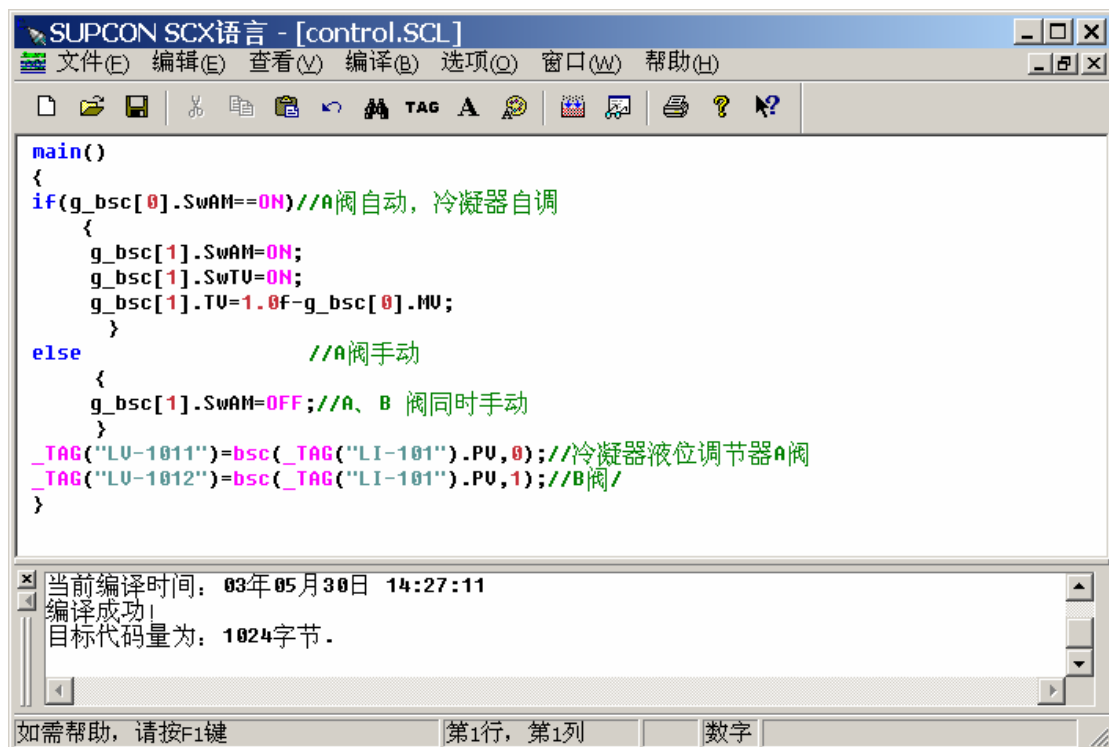 SUPCON SCX语言 - [control.SCL]
文件(F) 编辑(E) 查看(V) 编译(B) 选项(O) 窗口(W) 帮助(H)
TAG A
main()
{
if(g_bsc[0].SwAM==ON)//A阀自动，冷凝器自调
{
g_bsc[1].SwAM=ON;
g_bsc[1].SwTV=ON;
g_bsc[1].TV=1.0f-g_bsc[0].MV;
}
else //A阀手动
{
g_bsc[1].SwAM=OFF;//A、B 阀同时手动
}
_TAG("LV-1011")=bsc(_TAG("LI-101").PV,0);//冷凝器液位调节器A阀
_TAG("LV-1012")=bsc(_TAG("LI-101").PV,1);//B阀/
}
当前编译时间：03年05月30日 14:27:11
编译成功!
目标代码量为：1024字节.
如需帮助，请按F1键 第1行，第1列 数字